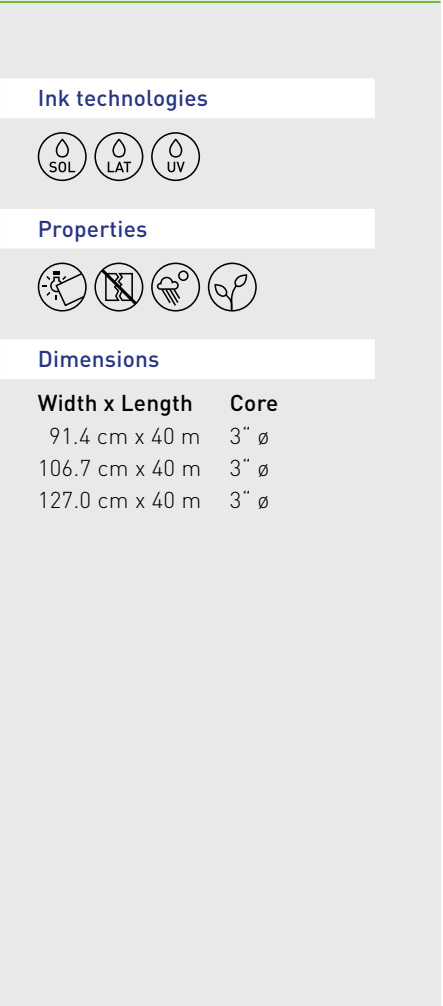 Ink technologies
SOL LAT UV
Properties
Dimensions
Width x Length Core
91.4 cm x 40 m 3“ ø
106.7 cm x 40 m 3“ ø
127.0 cm x 40 m 3“ ø